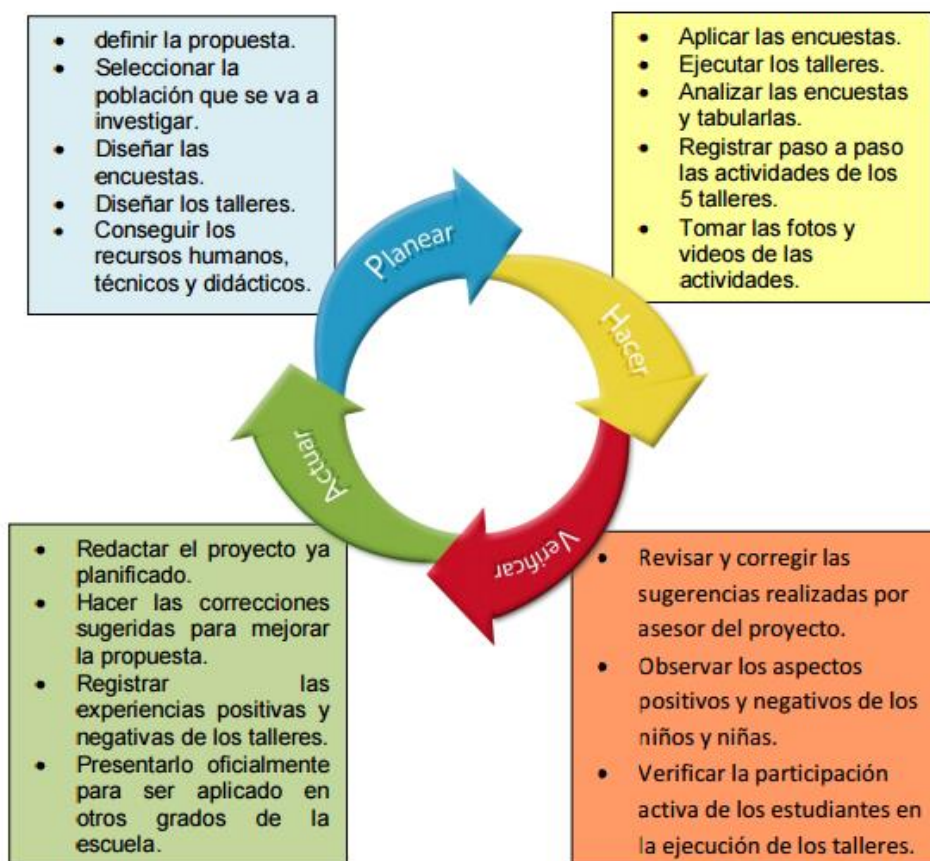 • definir la propuesta.
• Seleccionar la
población que se va a
investigar.
• Diseñar las
encuestas.
• Diseñar los talleres.
• Conseguir los
recursos humanos,
técnicos y didácticos.
• Aplicar las encuestas.
• Ejecutar los talleres.
• Analizar las encuestas
y tabularlas.
• Registrar paso a paso
las actividades de los
5 talleres.
• Tomar las fotos y
videos de las
actividades.
Planear
Hacer
Verificar
Actuar
• Redactar el proyecto ya
planificado.
• Hacer las correcciones
sugeridas para mejorar
la propuesta.
• Registrar las
experiencias positivas y
negativas de los talleres.
• Presentarlo oficialmente
para ser aplicado en
otros grados de la
escuela.
• Revisar y corregir las
sugerencias realizadas por
asesor del proyecto.
• Observar los aspectos
positivos y negativos de los
niños y niñas.
• Verificar la participación
activa de los estudiantes en
la ejecución de los talleres.